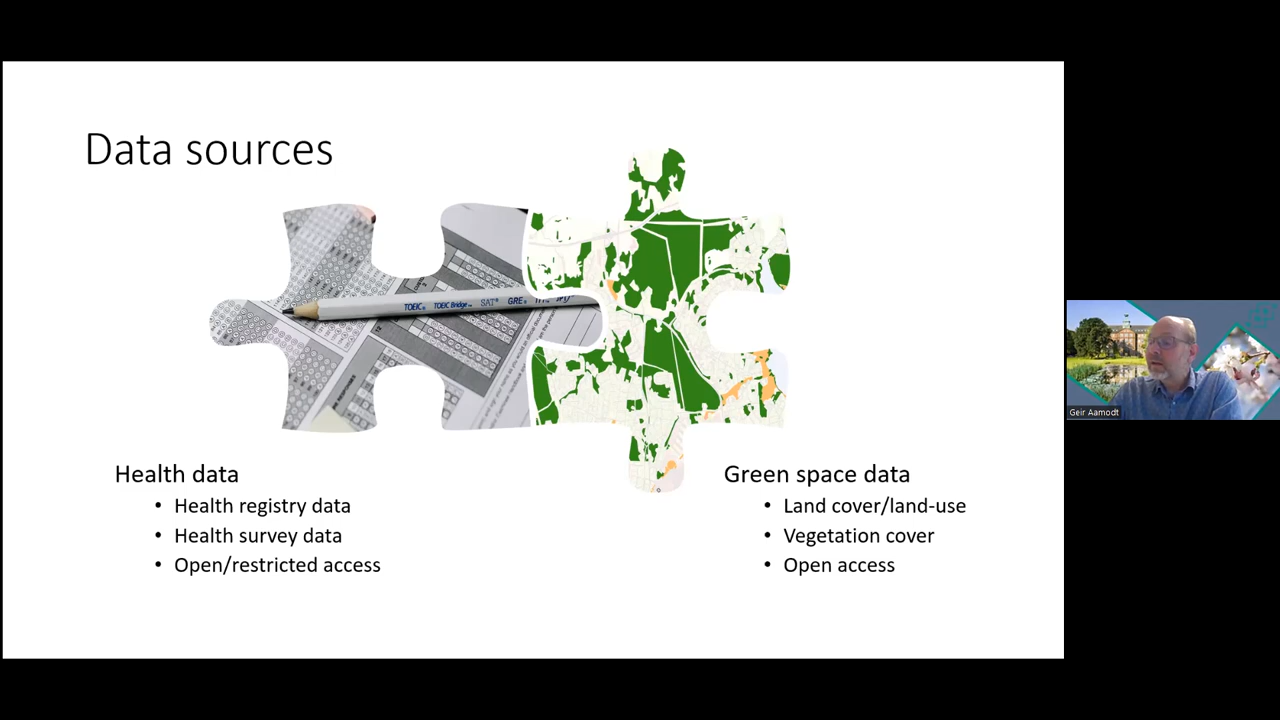 Data sources
TOEIC® TOEIC Bridge™ SAT® GRE®
Health data
• Health registry data
• Health survey data
• Open/restricted access
Green space data
• Land cover/land-use
• Vegetation cover
• Open access
Geir Aamodt